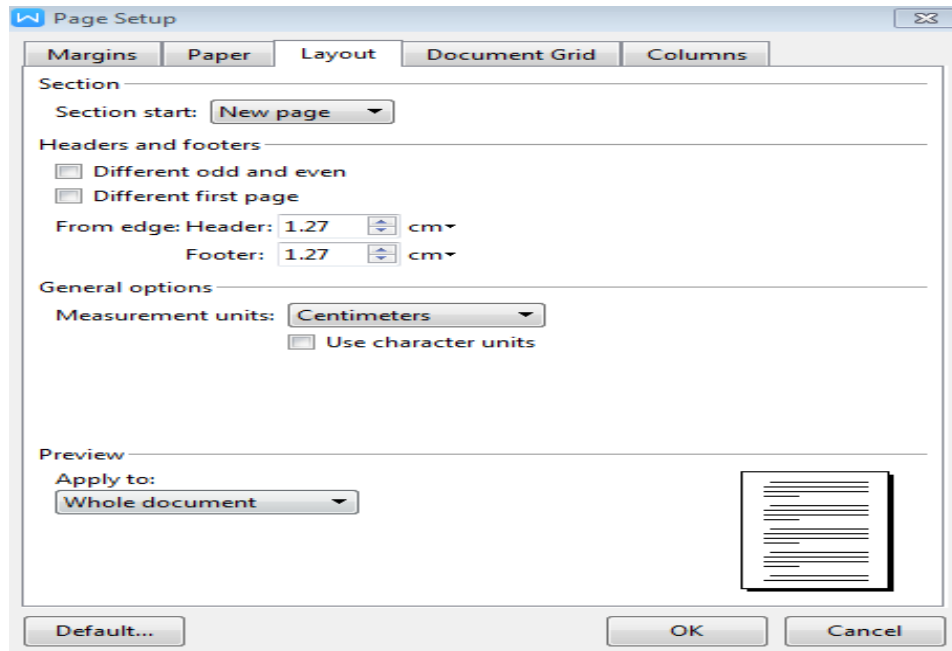 Page Setup
Margins Paper Layout Document Grid Columns
Section
Section start: New page
Headers and footers
Different odd and even
Different first page
From edge: Header: 1.27 cm
Footer: 1.27 cm
General options
Measurement units: Centimeters
Use character units
Preview
Apply to:
Whole document
Default... OK Cancel